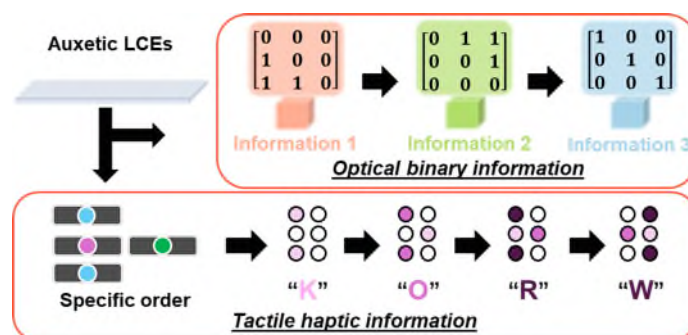 Auxetic LCEs
0 0 0
1 0 0
1 1 0
0 1 1
0 0 1
0 0 0
1 0 0
0 1 0
0 0 1
Information 1
Information 2
Information 3
Optical binary information
Specific order
“K”
“O”
“R”
“W”
Tactile haptic information